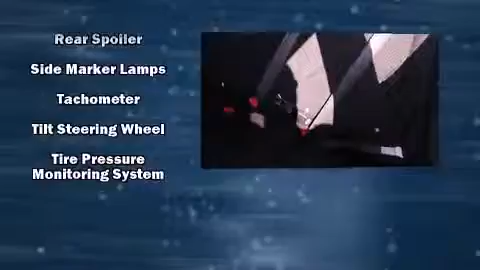 Rear Spoiler
Side Marker Lamps
Tachometer
Tilt Steering Wheel
Tire Pressure
Monitoring System